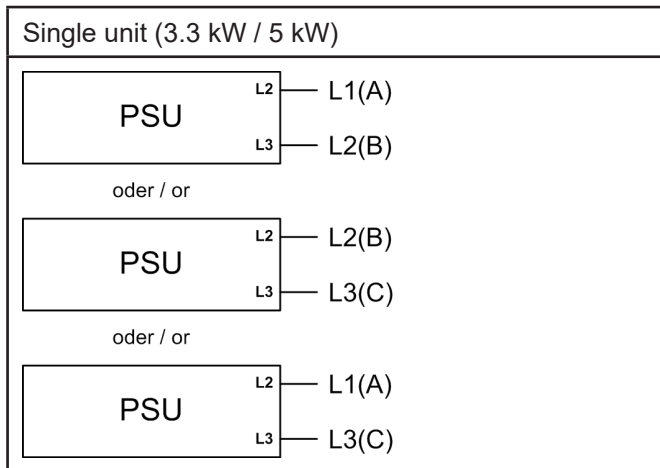 Single unit (3.3 kW / 5 kW)
L2 L1(A)
PSU
L3 L2(B)
oder / or
L2 L2(B)
PSU
L3 L3(C)
oder / or
L2 L1(A)
PSU
L3 L3(C)